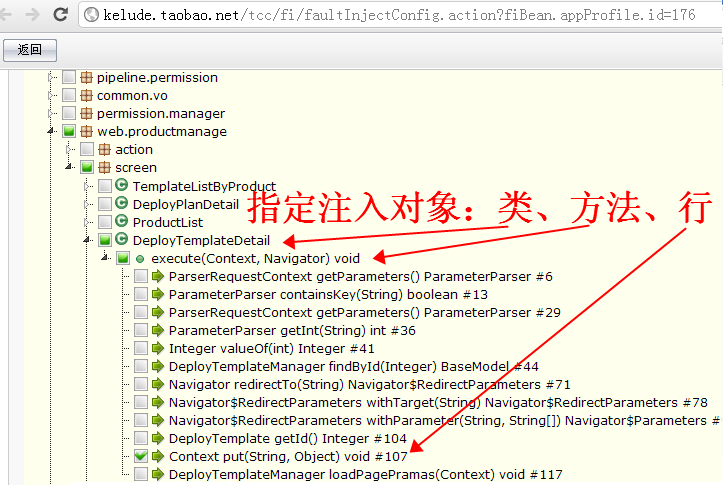 kelude.taobao.net/tcc/fi/faultInjectConfig.action?fiBean.appProfile.id=176
返回
pipeline.permission
common.vo
permission.manager
web.productmanage
action
screen
TemplateListByProduct
DeployPlanDetail
指定注入对象：类、方法、行
ProductList
DeployTemplateDetail
execute(Context, Navigator) void
ParserRequestContext getParameters() ParameterParser #6
ParameterParser containsKey(String) boolean #13
ParserRequestContext getParameters() ParameterParser #29
ParameterParser getInt(String) int #36
Integer valueOf(int) Integer #41
DeployTemplateManager findById(Integer) BaseModel #44
Navigator redirectTo(String) Navigator$RedirectParameters #71
Navigator$RedirectParameters withTarget(String) Navigator$RedirectParameters #78
Navigator$RedirectParameters withParameter(String, String[]) Navigator$Parameters #
DeployTemplate getId() Integer #104
Context put(String, Object) void #107
DeployTemplateManager loadPagePramas(Context) void #117